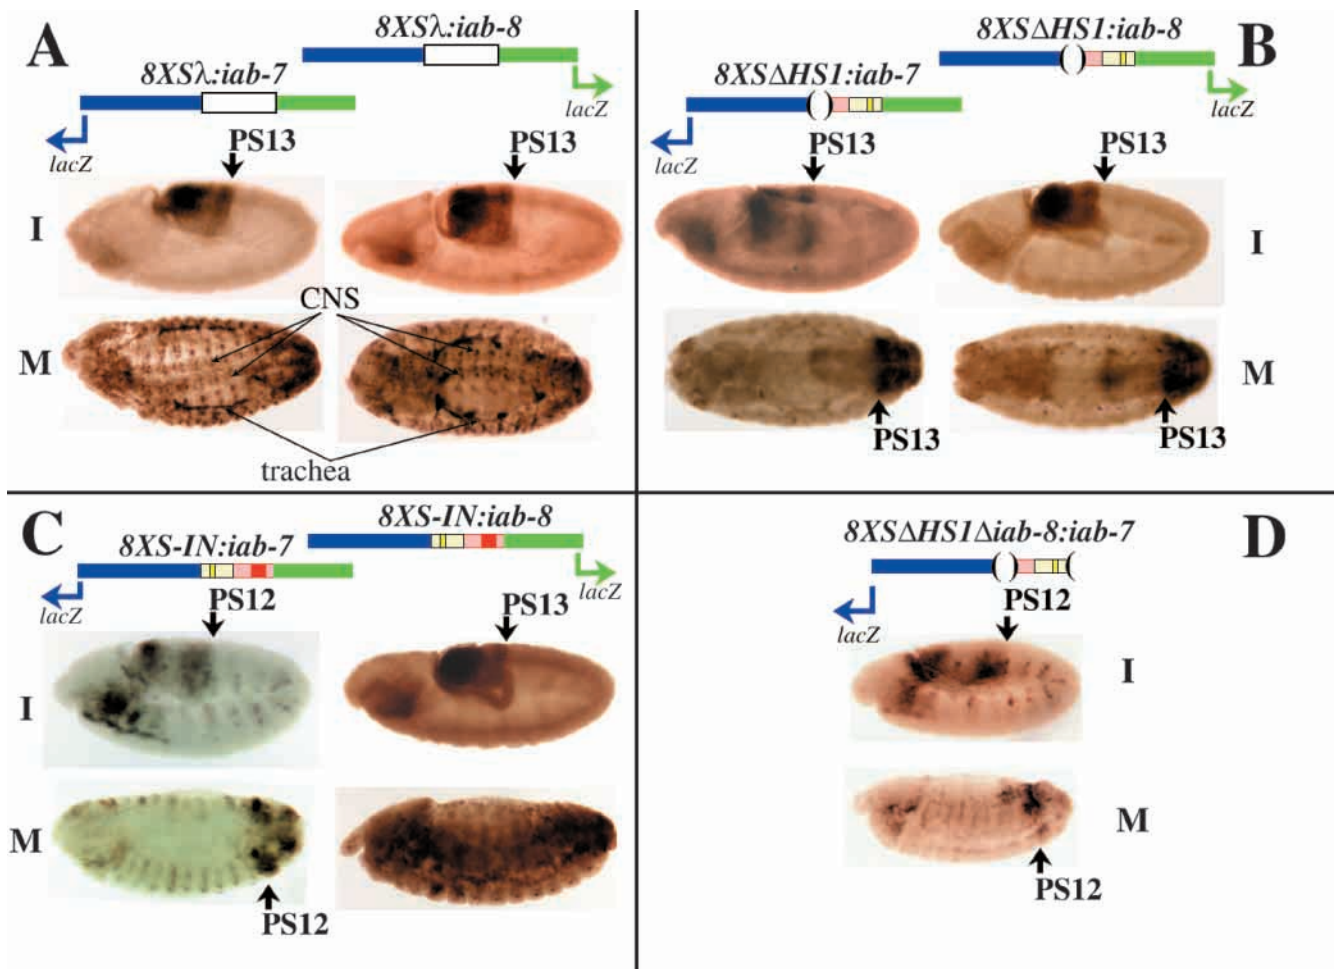 A
8XSλ:iab-8
8XSλ:iab-7
lacZ
lacZ
PS13
PS13
I
CNS
M
trachea
B
8XSΔHS1:iab-8
8XSΔHS1:iab-7
lacZ
lacZ
PS13
PS13
I
M
PS13
PS13
C
8XS-IN:iab-8
8XS-IN:iab-7
lacZ
lacZ
PS12
PS13
I
M
PS12
D
8XSΔHS1Δiab-8:iab-7
PS12
lacZ
I
M
PS12